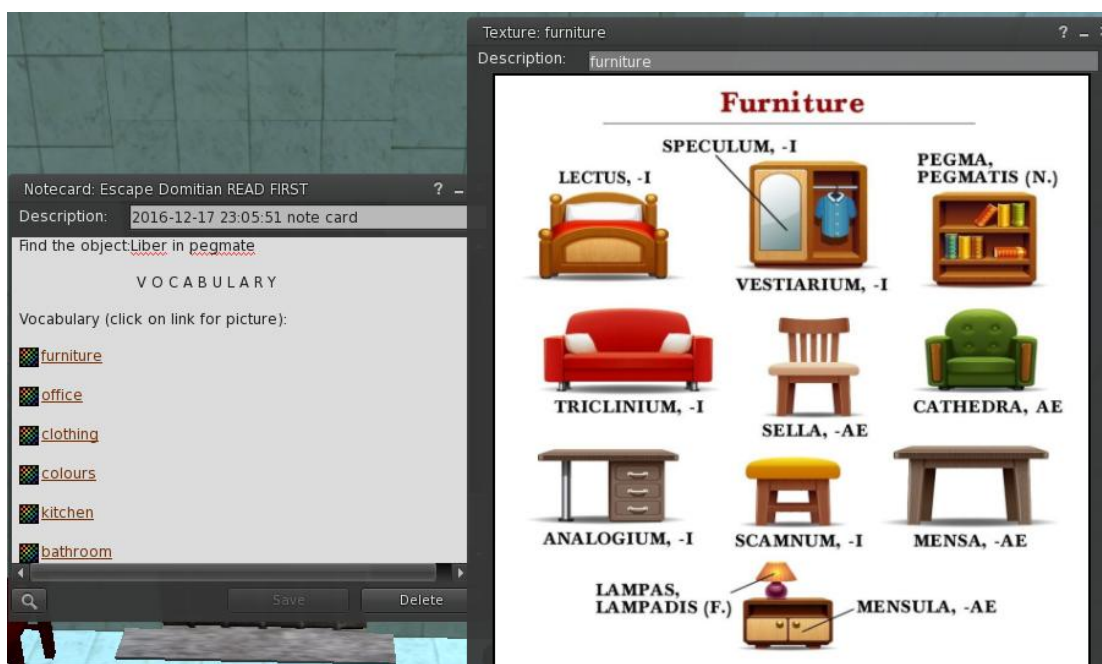 Notecard: Escape Domitian READ FIRST
Description: 2016-12-17 23:05:51 note card
Find the object:Liber in pegmate
V O C A B U L A R Y
Vocabulary (click on link for picture):
furniture
office
clothing
colours
kitchen
bathroom
Save Delete
Texture: furniture
Description: furniture
Furniture
SPECULUM, -I
LECTUS, -I
PEGMA,
PEGMATIS (N.)
VESTIARIUM, -I
TRICLINIUM, -I
SELLA, -AE
CATHEDRA, AE
ANALOGIUM, -I
SCAMNUM, -I
MENSA, -AE
LAMPAS,
LAMPADIS (F.)
MENSULA, -AE